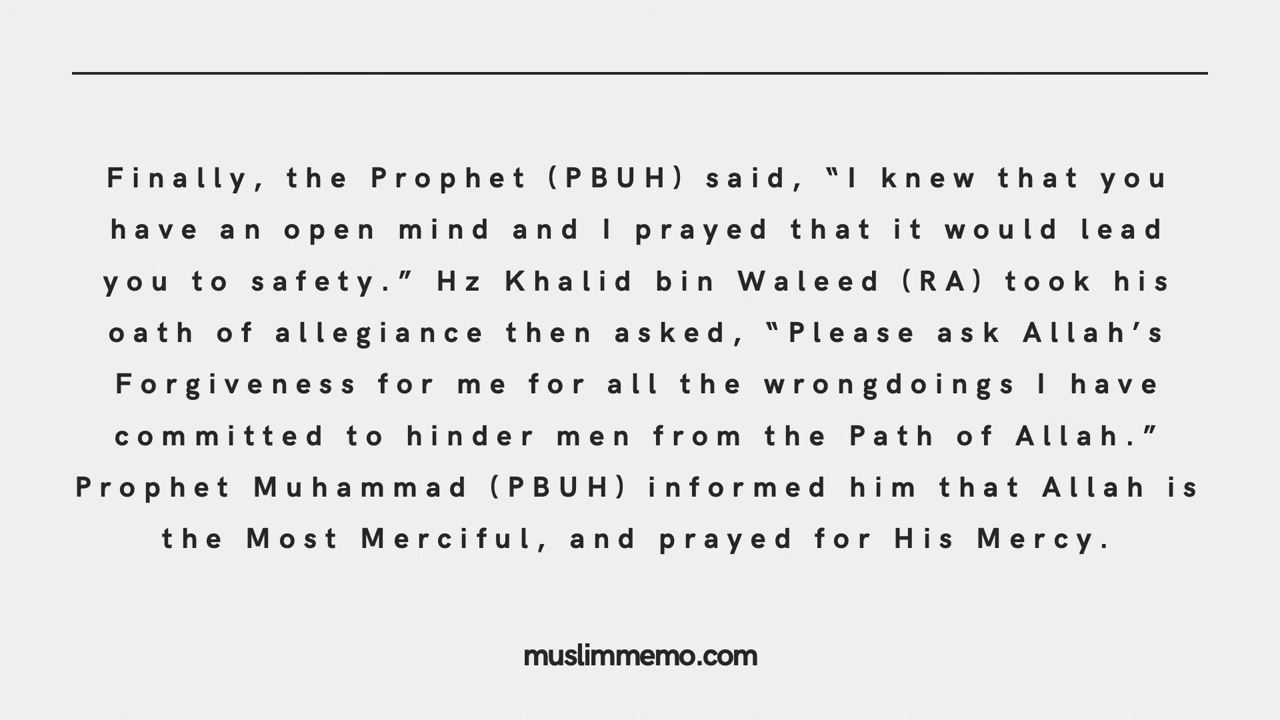 Finally, the Prophet (PBUH) said, “I knew that you
have an open mind and I prayed that it would lead
you to safety.” Hz Khalid bin Waleed (RA) took his
oath of allegiance then asked, “Please ask Allah’s
Forgiveness for me for all the wrongdoings I have
committed to hinder men from the Path of Allah.”
Prophet Muhammad (PBUH) informed him that Allah is
the Most Merciful, and prayed for His Mercy.
muslimmemo.com